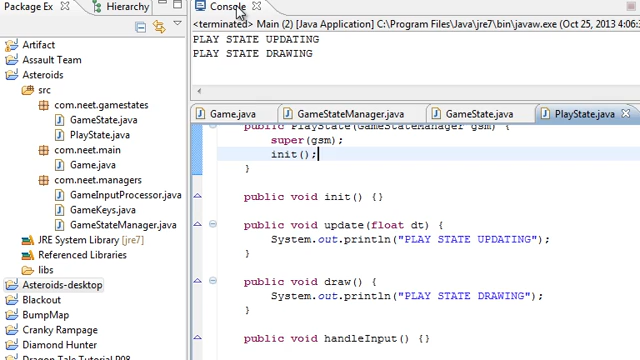 Package Ex
Hierarchy
Artifact
Assault Team
Asteroids
src
com.neet.gamestates
GameState.java
PlayState.java
com.neet.main
Game.java
com.neet.managers
GameInputProcessor.java
GameKeys.java
GameStateManager.java
JRE System Library [jre7]
Referenced Libraries
libs
Asteroids-desktop
Blackout
BumpMap
Cranky Rampage
Diamond Hunter
Dragon Tale Tutorial P08
Console
<terminated> Main (2) [Java Application] C:\Program Files\Java\jre7\bin\javaw.exe (Oct 25, 2013 4:06:3
PLAY STATE UPDATING
PLAY STATE DRAWING
Game.java
GameStateManager.java
GameState.java
PlayState.java
public PlayState(GameStateManager gsm) {
super(gsm);
init();
}
public void init() {}
public void update(float dt) {
System.out.println("PLAY STATE UPDATING");
}
public void draw() {
System.out.println("PLAY STATE DRAWING");
}
public void handleInput() {}